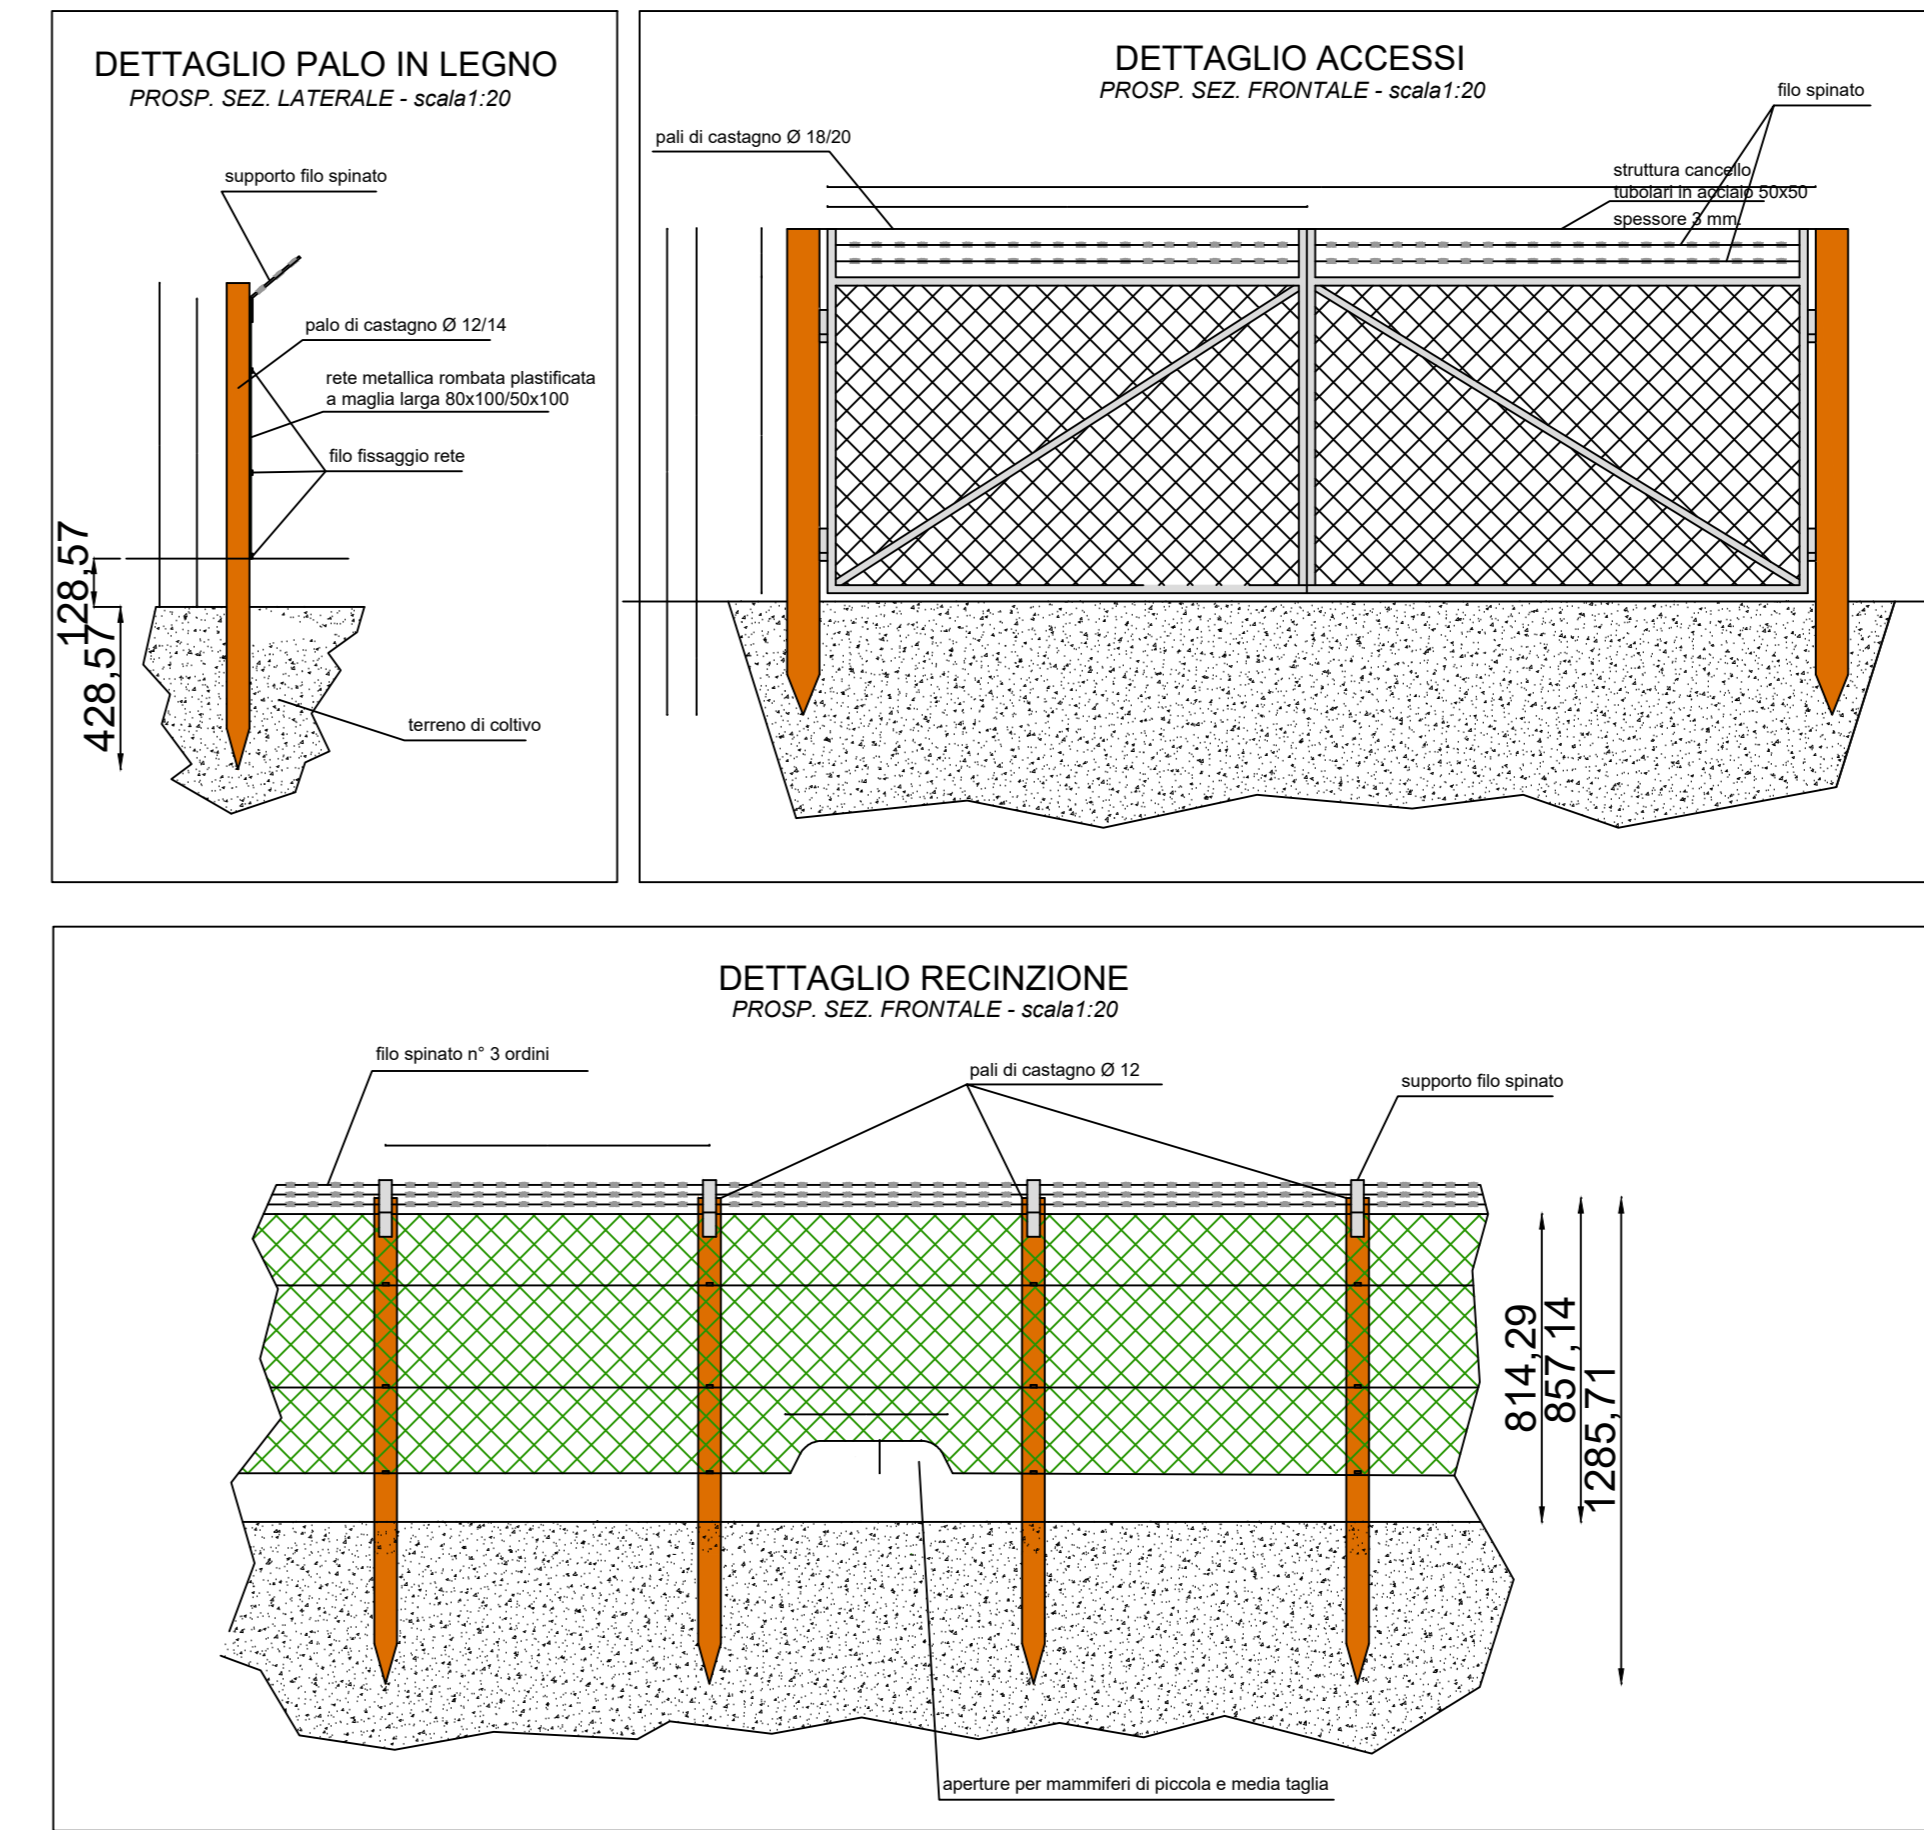 DETTAGLIO PALO IN LEGNO
PROSP. SEZ. LATERALE - scala1:20
supporto filo spinato
palo di castagno Ø 12/14
rete metallica rombata plastificata
a maglia larga 80x100/50x100
filo fissaggio rete
128,57
428,57
terreno di coltivo
DETTAGLIO ACCESSI
PROSP. SEZ. FRONTALE - scala1:20
filo spinato
pali di castagno Ø 18/20
struttura cancello
tubolari in acciaio 50x50
spessore 3 mm.
DETTAGLIO RECINZIONE
PROSP. SEZ. FRONTALE - scala1:20
filo spinato n° 3 ordini
pali di castagno Ø 12
supporto filo spinato
814,29
857,14
1285,71
aperture per mammiferi di piccola e media taglia